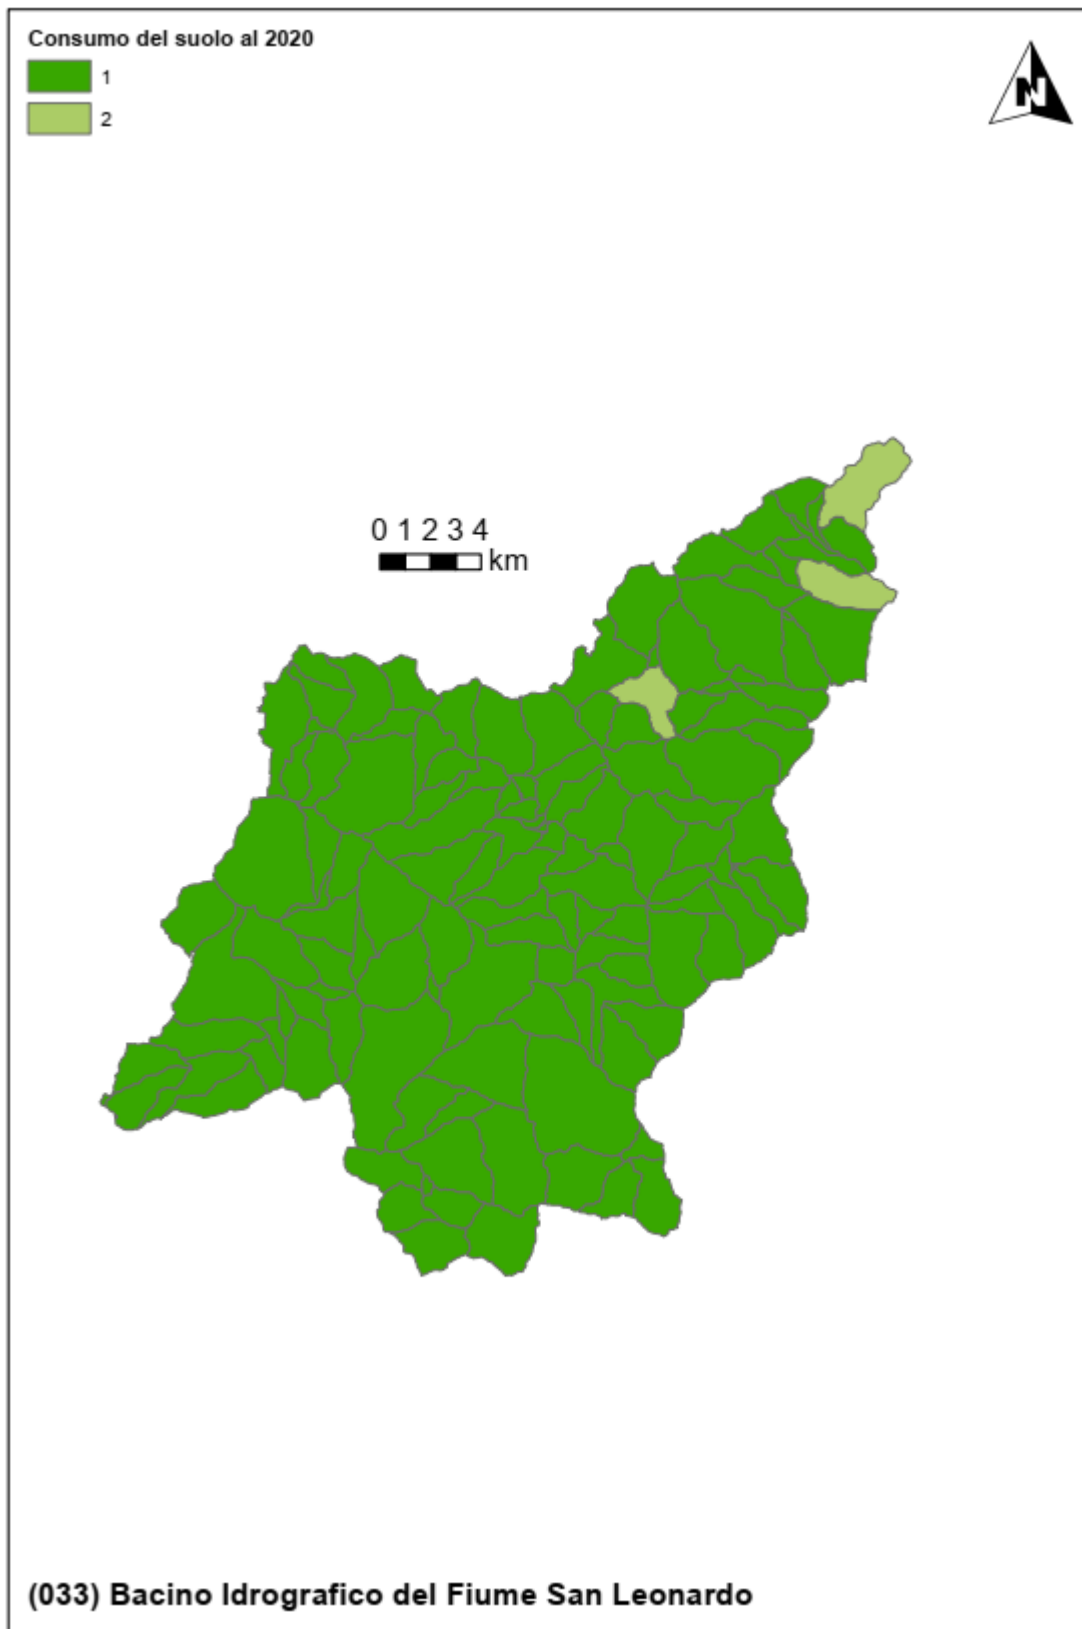 Consumo del suolo al 2020
1
2
N
0 1 2 3 4
km
(033) Bacino Idrografico del Fiume San Leonardo